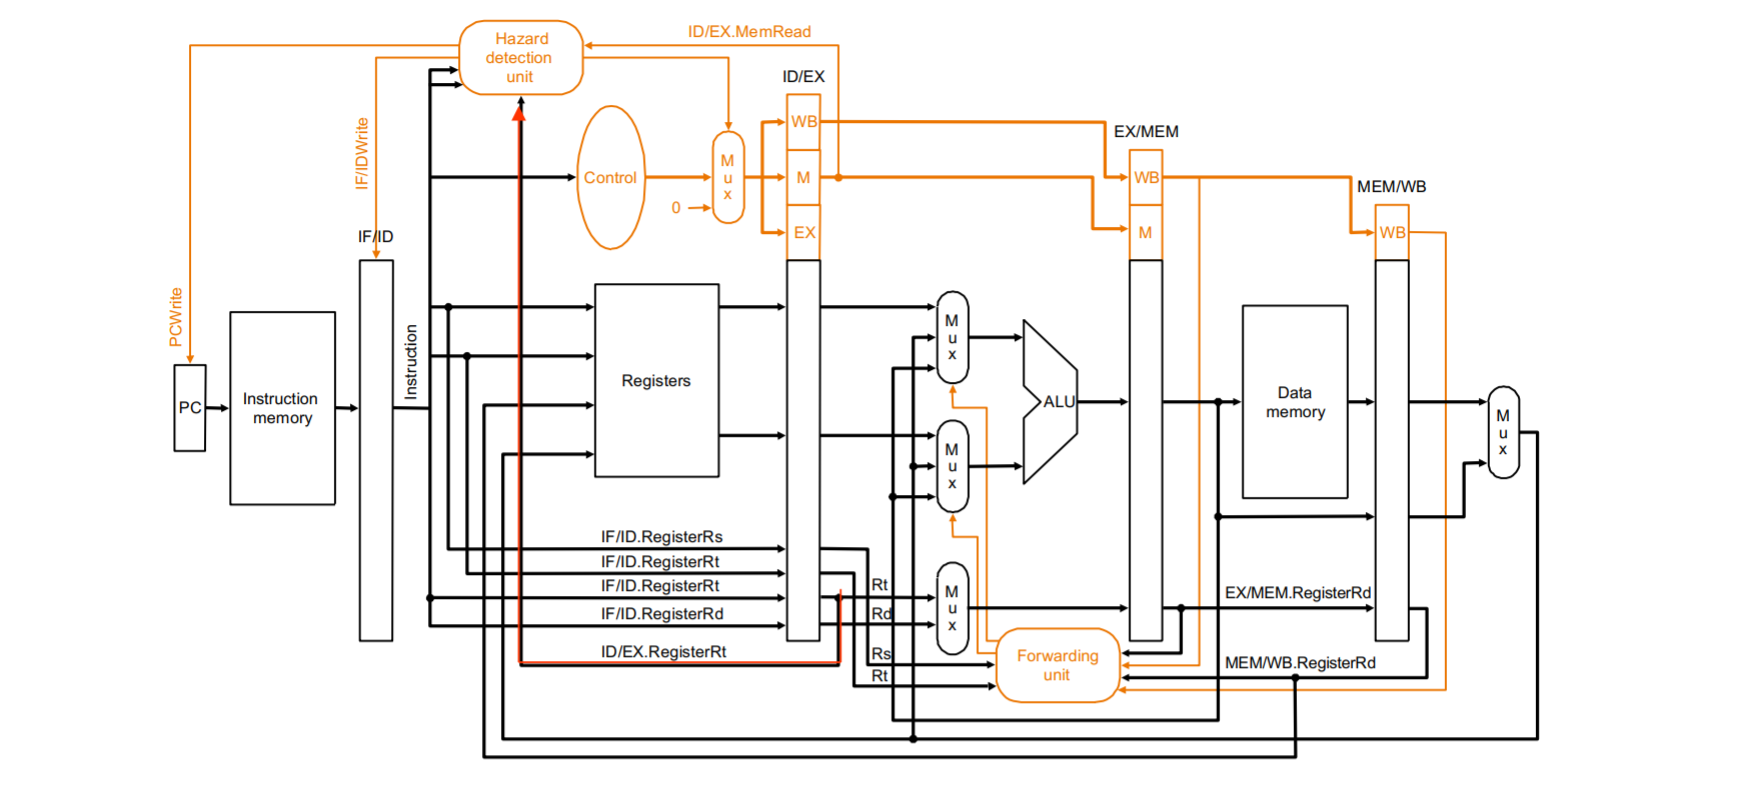 ID/EX.MemRead
Hazard
detection
unit
ID/EX
WB
EX/MEM
IF/IDWrite
M
u
x
Control
M
WB
MEM/WB
0
IF/ID
EX
M
WB
PCWrite
Instruction
M
u
x
Registers
PC
Instruction
memory
ALU
Data
memory
M
u
x
M
u
x
IF/ID.RegisterRs
IF/ID.RegisterRt
IF/ID.RegisterRt
IF/ID.RegisterRd
Rt
Rd
M
u
x
EX/MEM.RegisterRd
ID/EX.RegisterRt
Rs
Rt
Forwarding
unit
MEM/WB.RegisterRd